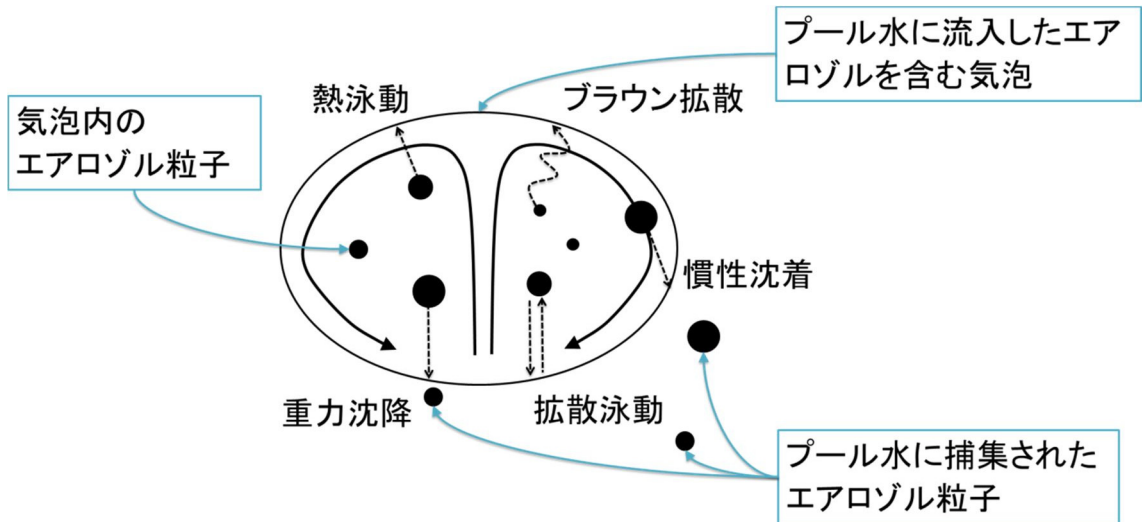 プール水に流入したエア
ロゾルを含む気泡
熱泳動
ブラウン拡散
気泡内の
エアロゾル粒子
慣性沈着
重力沈降
拡散泳動
プール水に捕集された
エアロゾル粒子